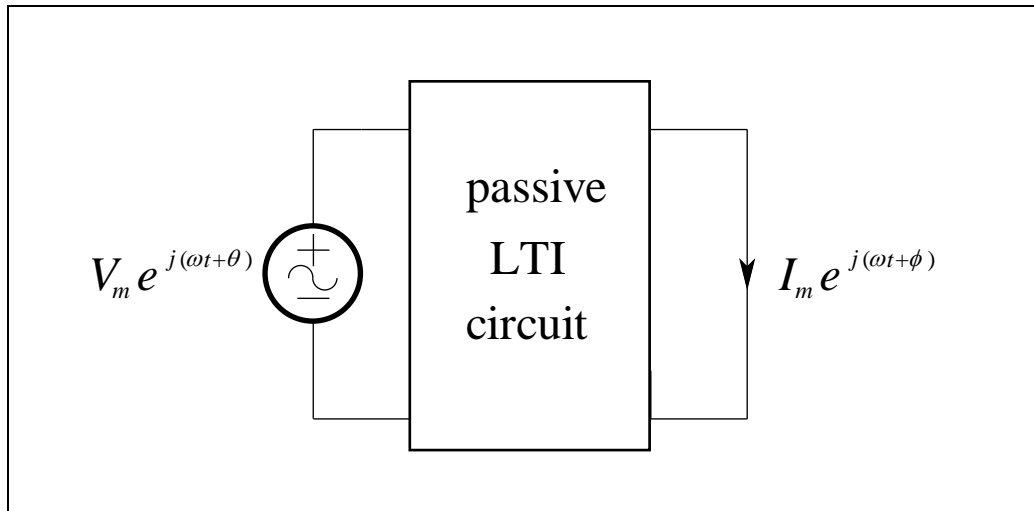 passive
LTI
circuit
V_m e^{j(ωt+θ)}
I_m e^{j(ωt+ϕ)}